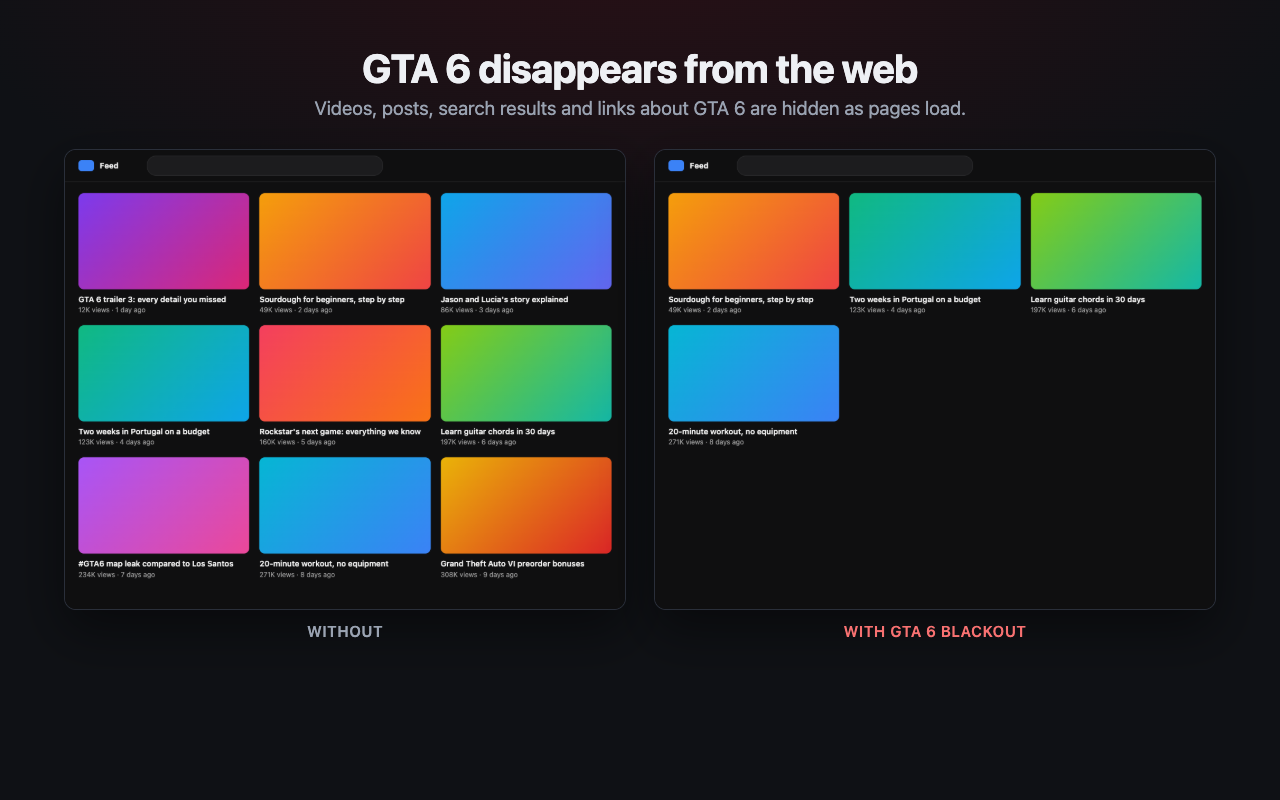 GTA 6 disappears from the web
Videos, posts, search results and links about GTA 6 are hidden as pages load.
Feed
GTA 6 trailer 3: every detail you missed
12K views · 1 day ago
Sourdough for beginners, step by step
49K views · 2 days ago
Jason and Lucia's story explained
86K views · 3 days ago
Two weeks in Portugal on a budget
123K views · 4 days ago
Rockstar's next game: everything we know
160K views · 5 days ago
Learn guitar chords in 30 days
197K views · 6 days ago
#GTA6 map leak compared to Los Santos
234K views · 7 days ago
20-minute workout, no equipment
271K views · 8 days ago
Grand Theft Auto VI preorder bonuses
308K views · 9 days ago
WITHOUT
Feed
Sourdough for beginners, step by step
49K views · 2 days ago
Two weeks in Portugal on a budget
123K views · 4 days ago
Learn guitar chords in 30 days
197K views · 6 days ago
20-minute workout, no equipment
271K views · 8 days ago
WITH GTA 6 BLACKOUT